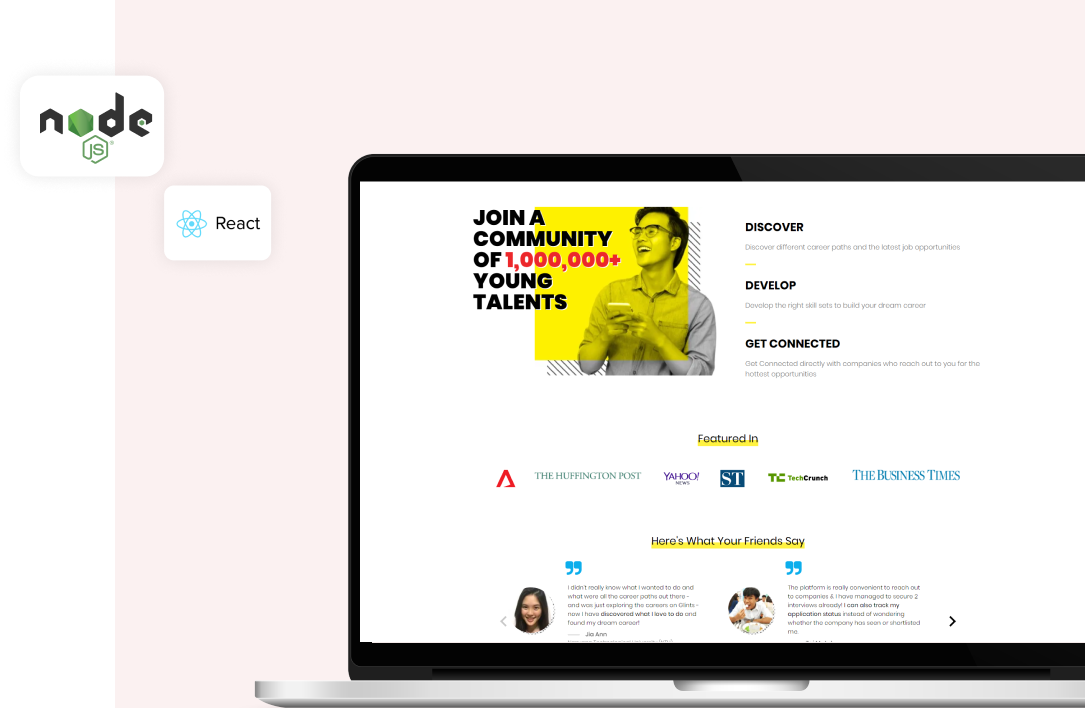 node
JS
React
JOIN A
COMMUNITY
OF 1,000,000+
YOUNG
TALENTS
DISCOVER
Discover different career paths and the latest job opportunities
DEVELOP
Develop the right skill sets to build your dream career
GET CONNECTED
Get Connected directly with companies who reach out to you for the
hottest opportunities
Featured In
THE HUFFINGTON POST
YAHOO!
NEWS
ST
TC TechCrunch
THE BUSINESS TIMES
Here's What Your Friends Say
I didn't really know what I wanted to do and
what were all the career paths out there -
and was just exploring the careers on Glints -
now I have discovered what I love to do and
found my dream career!
Jia Ann
The platform is really convenient to reach out
to companies & I have managed to secure 2
interviews already! I can also track my
application status instead of wondering
whether the company has seen or shortlisted
me.